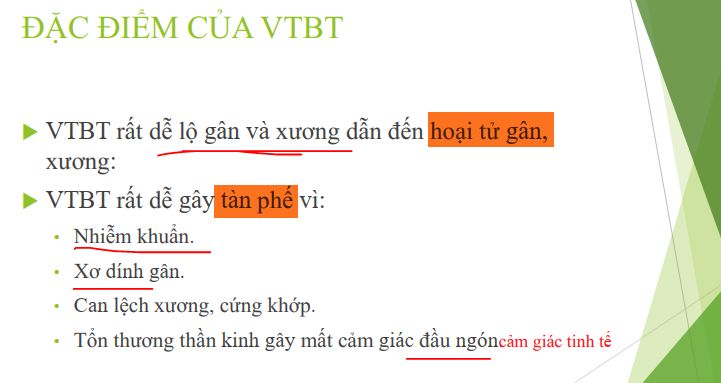 ĐẶC ĐIỂM CỦA VTBT
VTBT rất dễ lộ gân và xương dẫn đến hoại tử gân,
xương:
VTBT rất dễ gây tàn phế vì:
• Nhiễm khuẩn.
• Xơ dính gân.
• Can lệch xương, cứng khớp.
• Tổn thương thần kinh gây mất cảm giác đầu ngón.cảm giác tinh tế